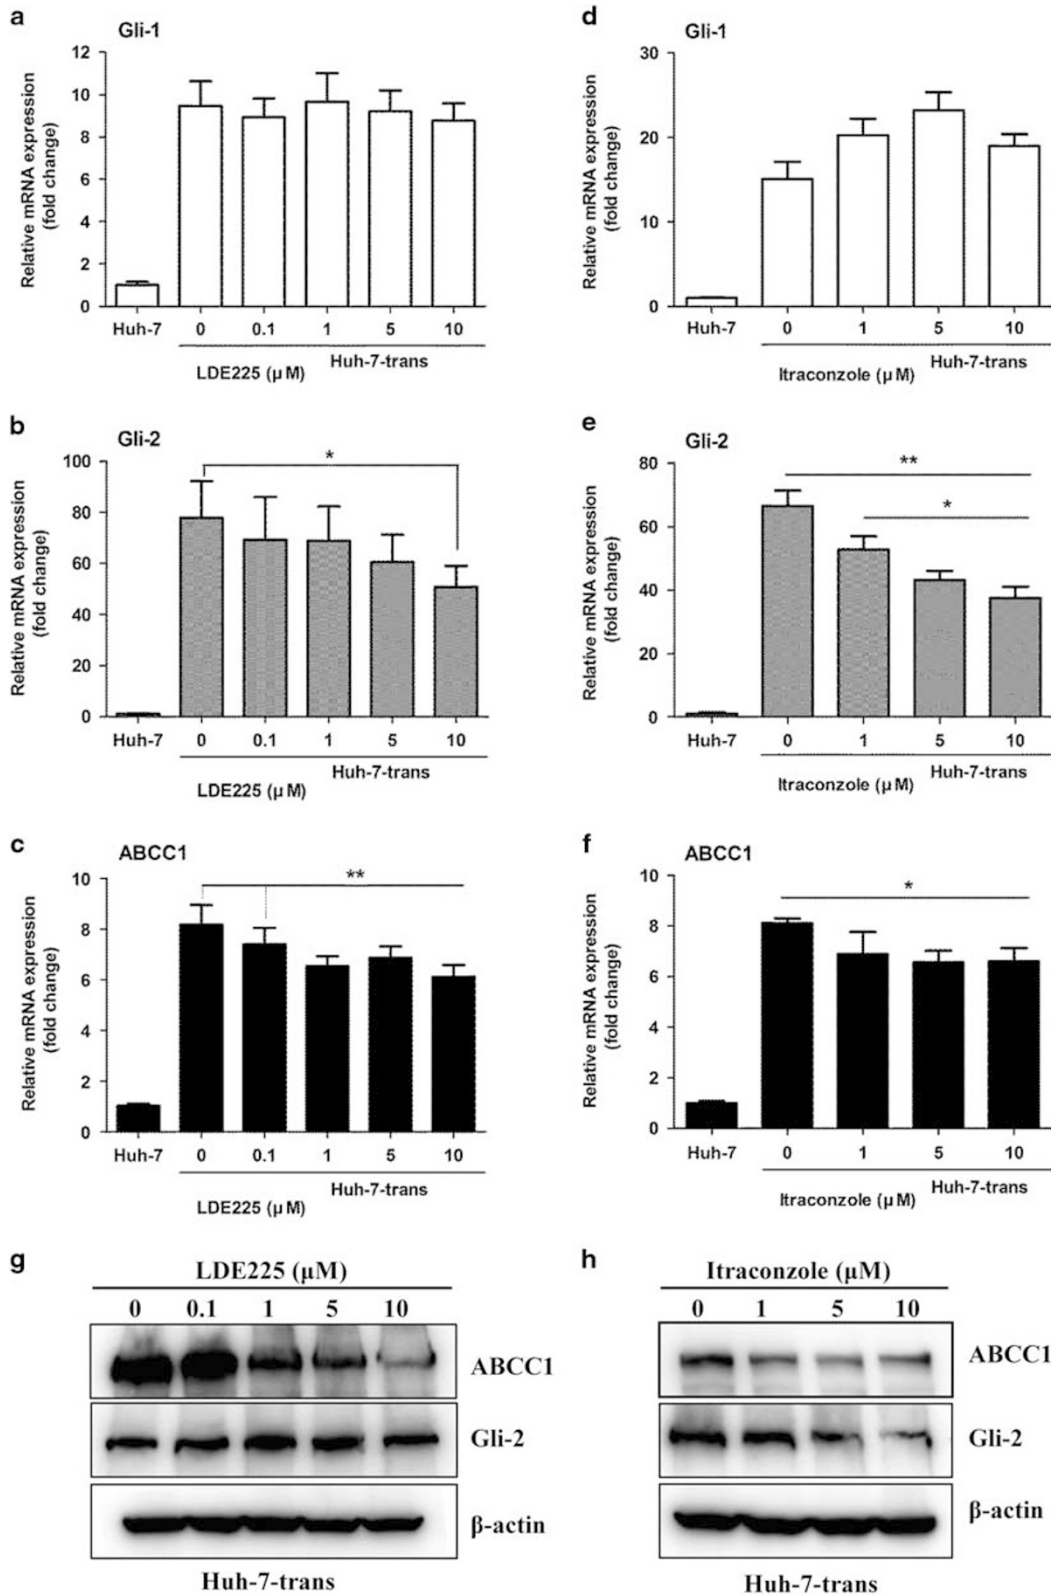 a
Gli-1
Relative mRNA expression
(fold change)
12
10
8
6
4
2
0
Huh-7 0 0.1 1 5 10
Huh-7-trans
LDE225 (μM)
d
Gli-1
Relative mRNA expression
(fold change)
30
20
10
0
Huh-7 0 1 5 10
Huh-7-trans
Itraconzole (μM)
b
Gli-2
Relative mRNA expression
(fold change)
100
80
60
40
20
0
*
Huh-7 0 0.1 1 5 10
Huh-7-trans
LDE225 (μM)
e
Gli-2
Relative mRNA expression
(fold change)
80
60
40
20
0
**
*
Huh-7 0 1 5 10
Huh-7-trans
Itraconzole (μM)
c
ABCC1
Relative mRNA expression
(fold change)
10
8
6
4
2
0
**
Huh-7 0 0.1 1 5 10
Huh-7-trans
LDE225 (μM)
f
ABCC1
Relative mRNA expression
(fold change)
10
8
6
4
2
0
*
Huh-7 0 1 5 10
Huh-7-trans
Itraconzole (μM)
g
LDE225 (μM)
0 0.1 1 5 10
ABCC1
Gli-2
β-actin
Huh-7-trans
h
Itraconzole (μM)
0 1 5 10
ABCC1
Gli-2
β-actin
Huh-7-trans